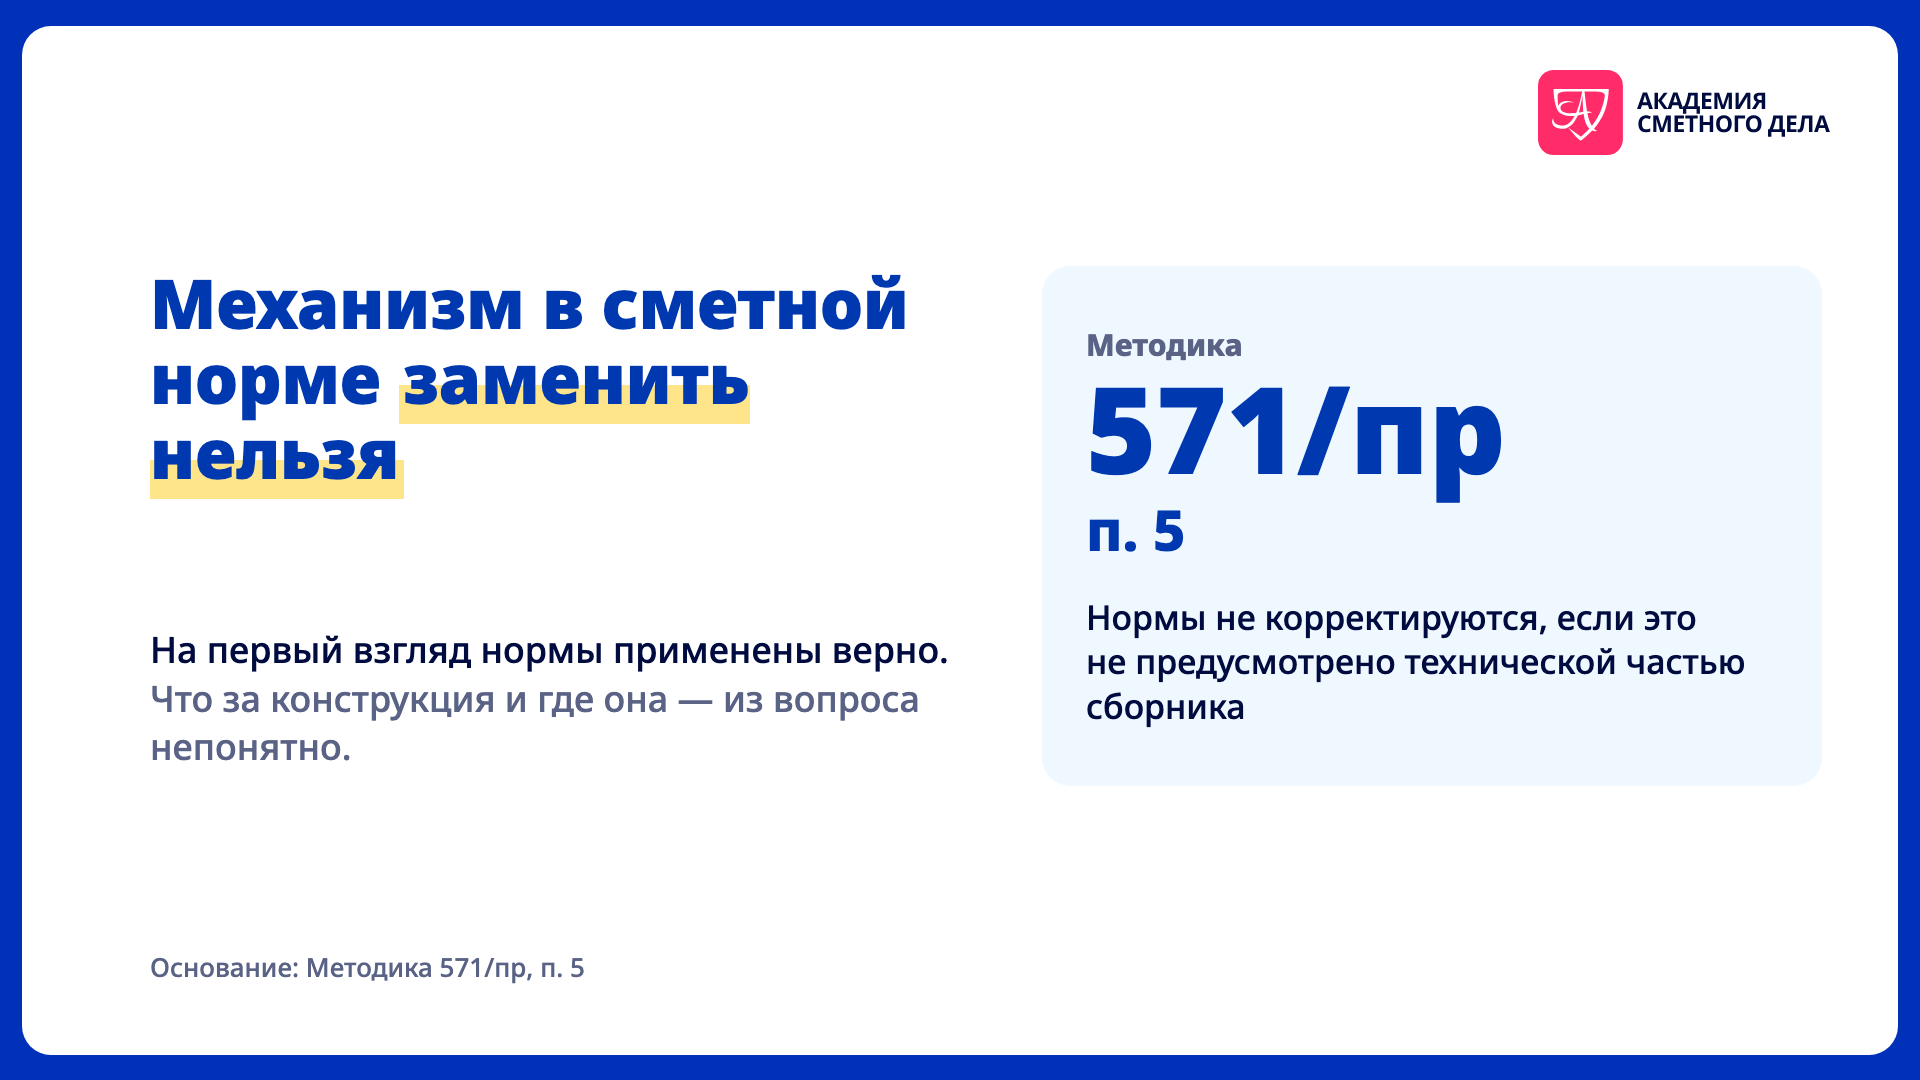 АКАДЕМИЯ
СМЕТНОГО ДЕЛА
Механизм в сметной
норме заменить
нельзя
На первый взгляд нормы применены верно.
Что за конструкция и где она — из вопроса
непонятно.
Методика
571/пр
п. 5
Нормы не корректируются, если это
не предусмотрено технической частью
сборника
Основание: Методика 571/пр, п. 5